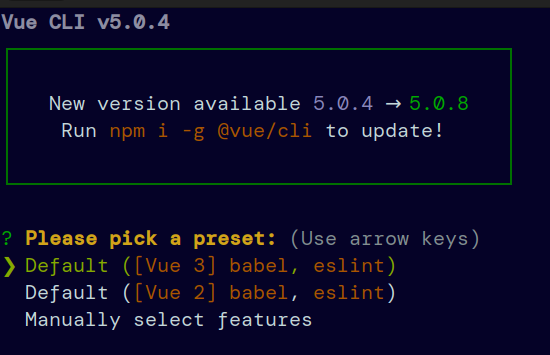 Vue CLI v5.0.4
New version available 5.0.4 → 5.0.8
Run npm i -g @vue/cli to update!
? Please pick a preset: (Use arrow keys)
❯ Default ([Vue 3] babel, eslint)
Default ([Vue 2] babel, eslint)
Manually select features